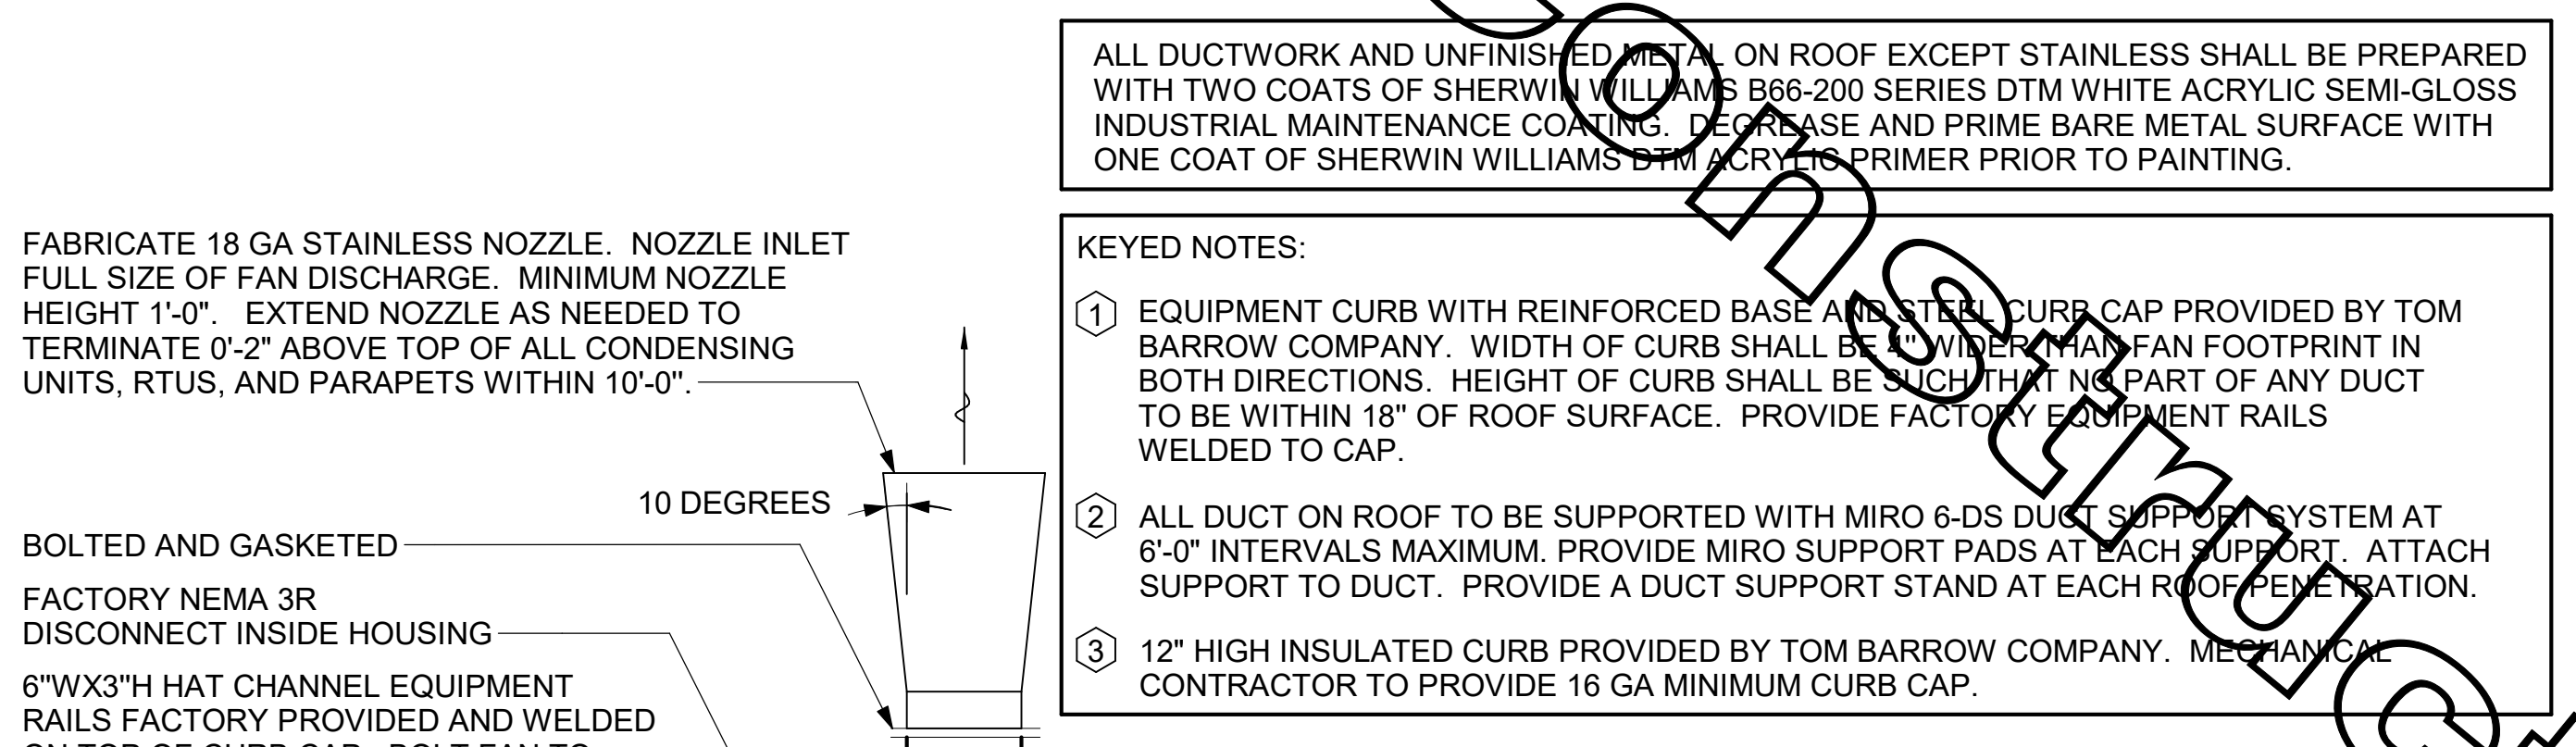 ALL DUCTWORK AND UNFINISHED METAL ON ROOF EXCEPT STAINLESS SHALL BE PREPARED
WITH TWO COATS OF SHERWIN WILLIAMS B66-200 SERIES DTM WHITE ACRYLIC SEMI-GLOSS
INDUSTRIAL MAINTENANCE COATING. DEGREASE AND PRIME BARE METAL SURFACE WITH
ONE COAT OF SHERWIN WILLIAMS DTM ACRYLIC PRIMER PRIOR TO PAINTING.
FABRICATE 18 GA STAINLESS NOZZLE. NOZZLE INLET
FULL SIZE OF FAN DISCHARGE. MINIMUM NOZZLE
HEIGHT 1'-0". EXTEND NOZZLE AS NEEDED TO
TERMINATE 0'-2" ABOVE TOP OF ALL CONDENSING
UNITS, RTUS, AND PARAPETS WITHIN 10'-0".
10 DEGREES
BOLTED AND GASKETED
FACTORY NEMA 3R
DISCONNECT INSIDE HOUSING
6"WX3"H HAT CHANNEL EQUIPMENT
RAILS FACTORY PROVIDED AND WELDED
ON TOP OF CURB CAP. BOLT FAN TO
KEYED NOTES:
1 EQUIPMENT CURB WITH REINFORCED BASE AND STEEL CURB CAP PROVIDED BY TOM
BARROW COMPANY. WIDTH OF CURB SHALL BE 4" WIDER THAN FAN FOOTPRINT IN
BOTH DIRECTIONS. HEIGHT OF CURB SHALL BE SUCH THAT NO PART OF ANY DUCT
TO BE WITHIN 18" OF ROOF SURFACE. PROVIDE FACTORY EQUIPMENT RAILS
WELDED TO CAP.
2 ALL DUCT ON ROOF TO BE SUPPORTED WITH MIRO 6-DS DUCT SUPPORT SYSTEM AT
6'-0" INTERVALS MAXIMUM. PROVIDE MIRO SUPPORT PADS AT EACH SUPPORT. ATTACH
SUPPORT TO DUCT. PROVIDE A DUCT SUPPORT STAND AT EACH ROOF PENETRATION.
3 12" HIGH INSULATED CURB PROVIDED BY TOM BARROW COMPANY. MECHANICAL
CONTRACTOR TO PROVIDE 16 GA MINIMUM CURB CAP.
Construc